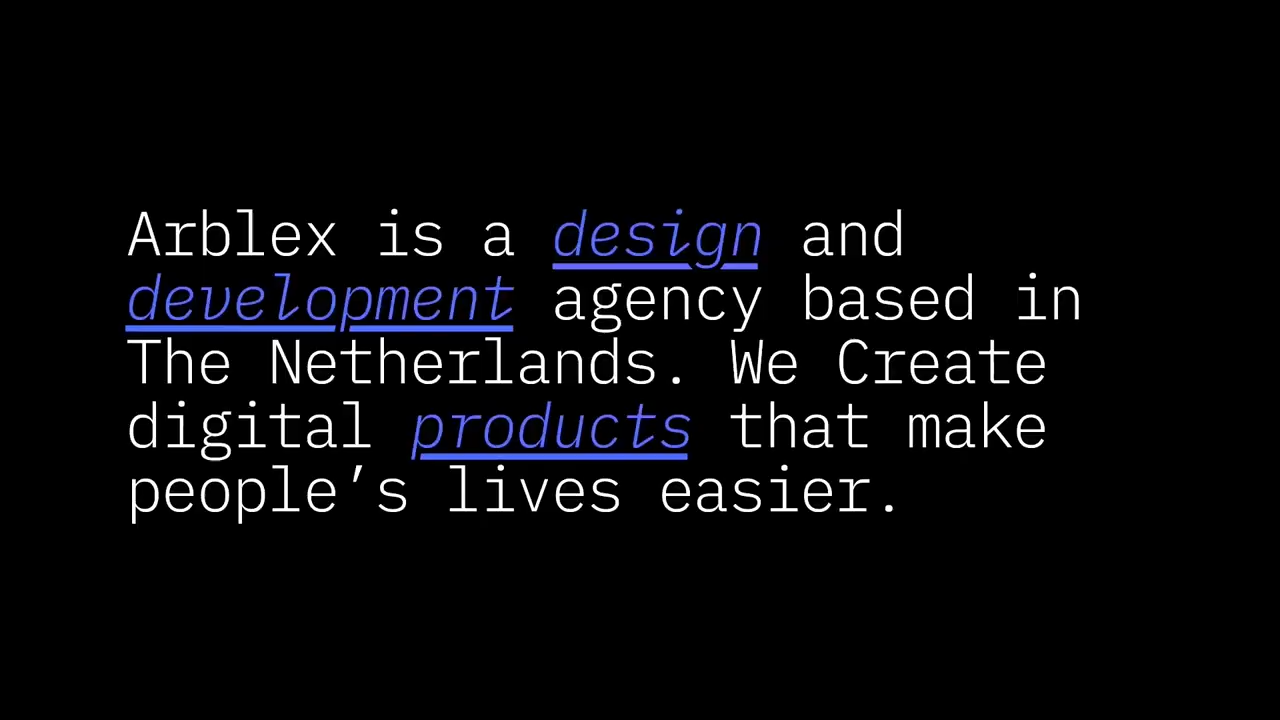 Arblex is a design and
development agency based in
The Netherlands. We Create
digital products that make
people’s lives easier.